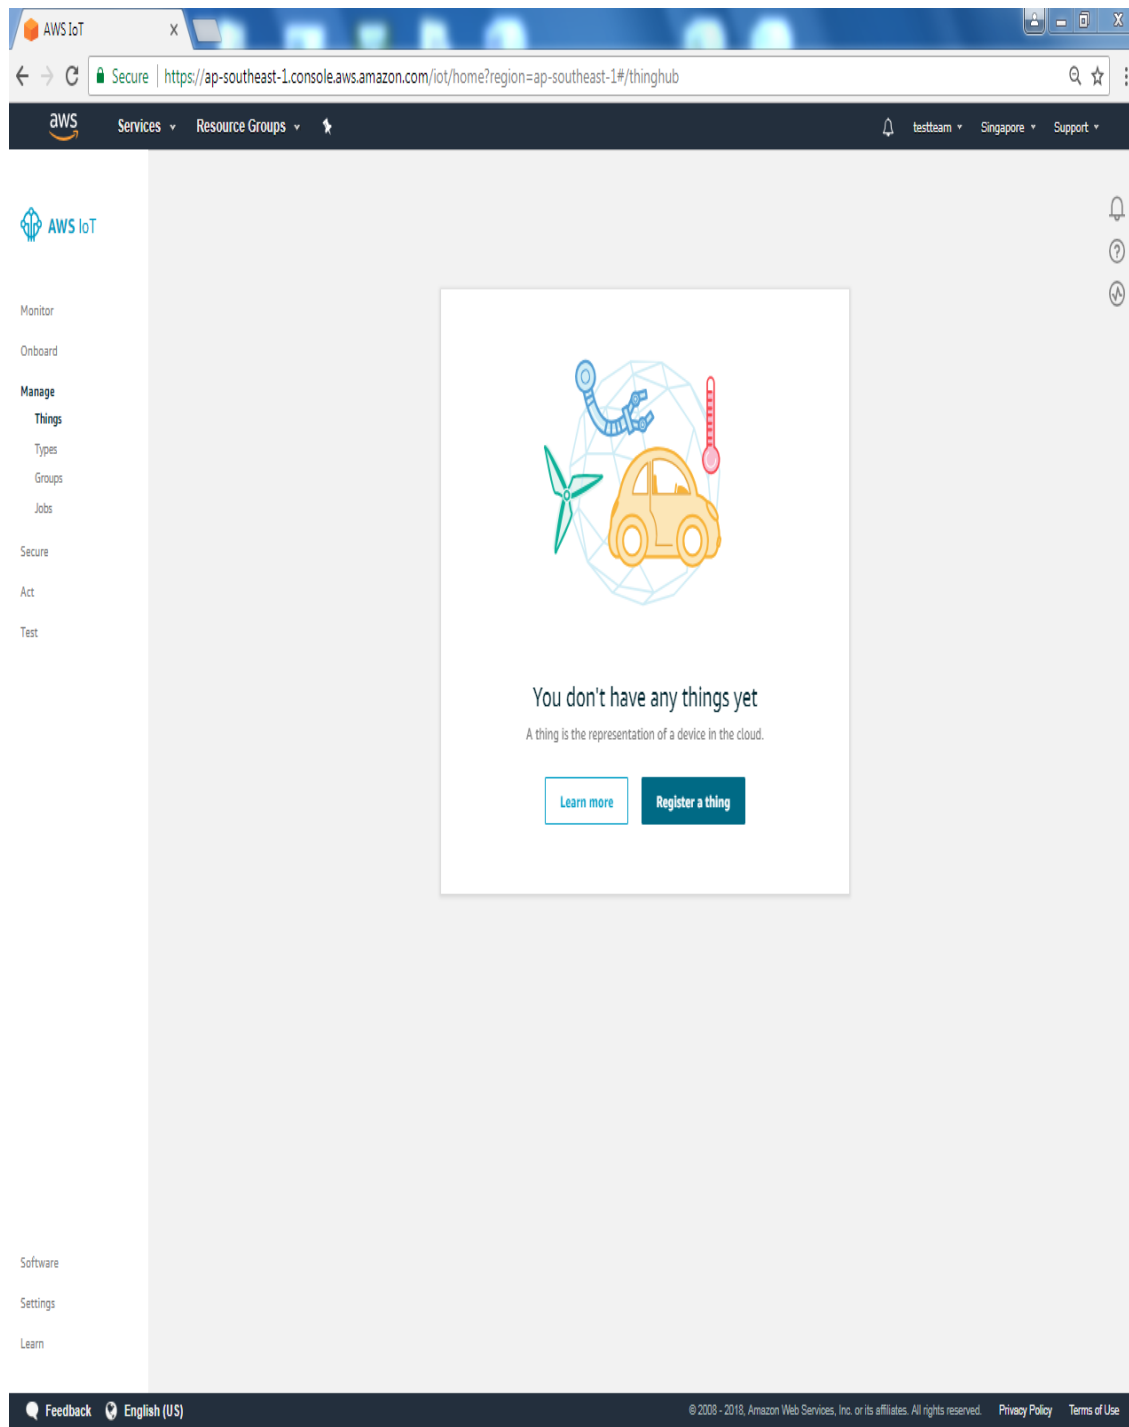 AWS IoT
Secure https://ap-southeast-1.console.aws.amazon.com/iot/home?region=ap-southeast-1#/thinghub
aws Services Resource Groups testteam Singapore Support
AWS IoT
Monitor
Onboard
Manage
Things
Types
Groups
Jobs
Secure
Act
Test
You don't have any things yet
A thing is the representation of a device in the cloud.
Learn more Register a thing
Software
Settings
Learn
Feedback English (US) © 2008 - 2018, Amazon Web Services, Inc. or its affiliates. All rights reserved. Privacy Policy Terms of Use